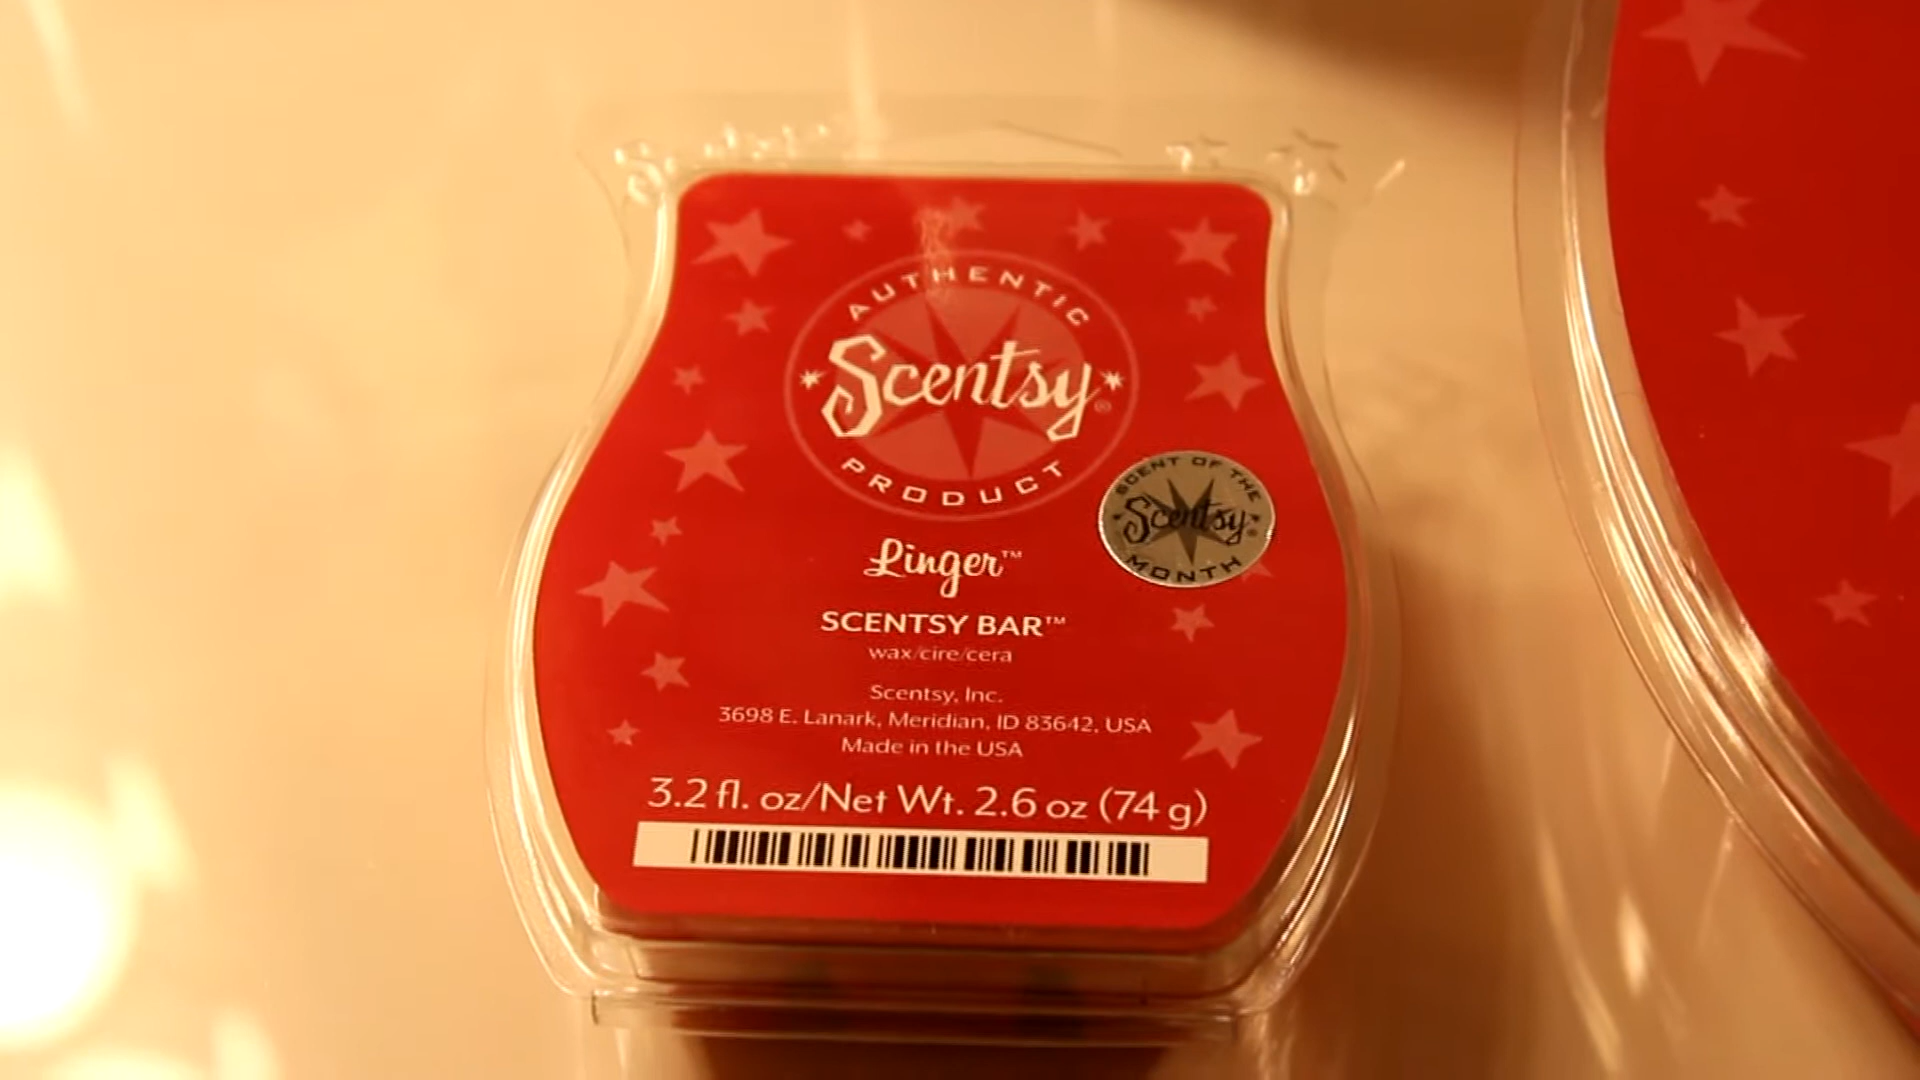 AUTHENTIC
Scentsy®
PRODUCT
SCENT OF THE
Scentsy®
MONTH
Linger™
SCENTSY BAR™
wax/cire/cera
Scentsy, Inc.
3698 E. Lanark, Meridian, ID 83642, USA
Made in the USA
3.2 fl. oz/Net Wt. 2.6 oz (74 g)